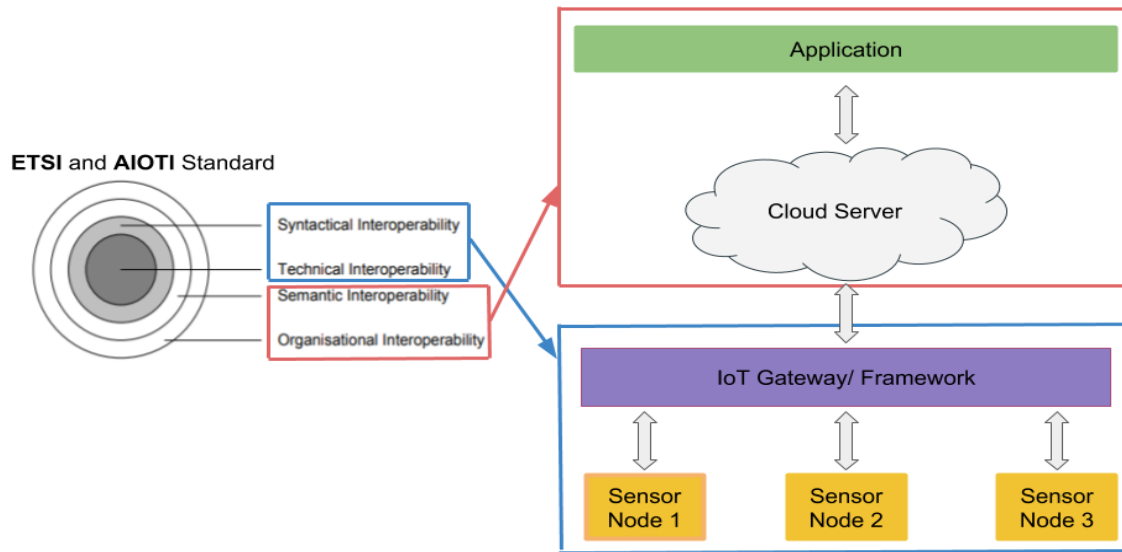 ETSI and AIOTI Standard
Syntactical Interoperability
Technical Interoperability
Semantic Interoperability
Organisational Interoperability
Application
Cloud Server
IoT Gateway/ Framework
Sensor
Node 1
Sensor
Node 2
Sensor
Node 3